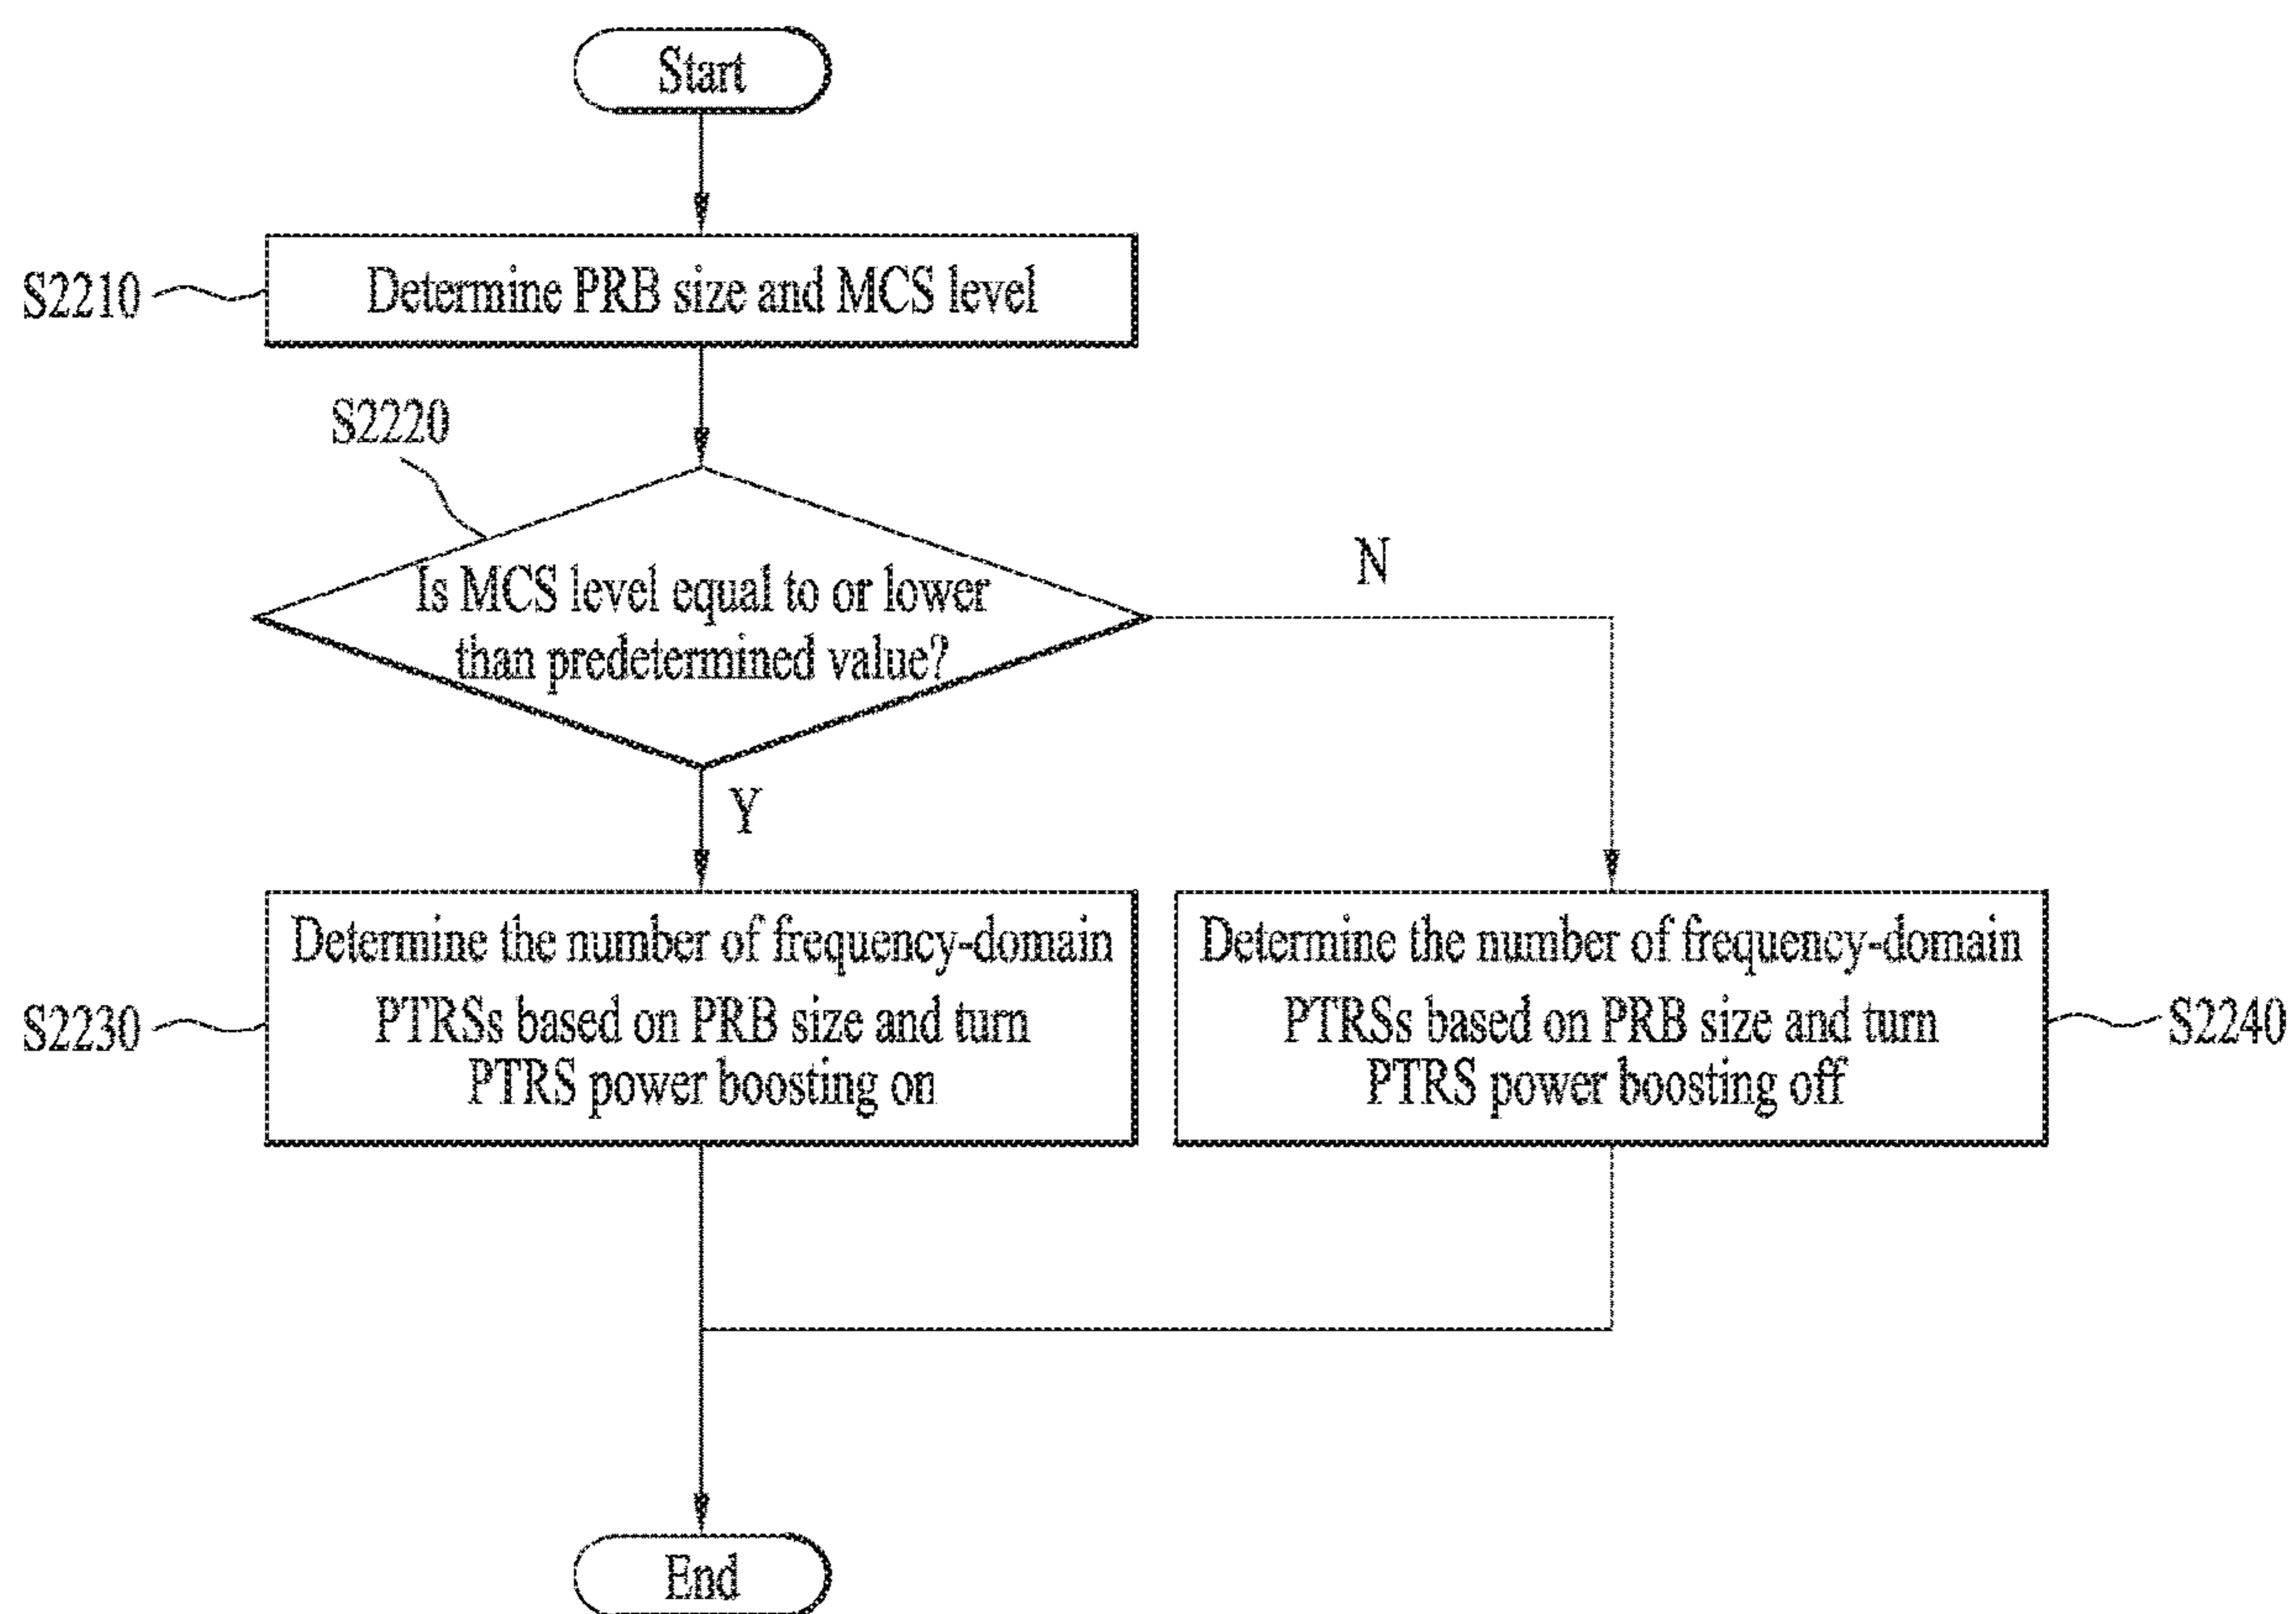 Start
S2210
Determine PRB size and MCS level
S2220
Is MCS level equal to or lower
than predetermined value?
N
Y
S2230
Determine the number of frequency-domain
PTRSs based on PRB size and turn
PTRS power boosting on
Determine the number of frequency-domain
PTRSs based on PRB size and turn
PTRS power boosting off
S2240
End